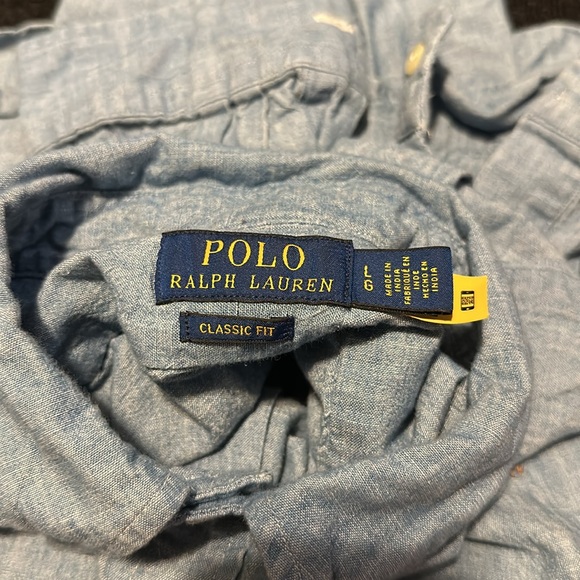 POLO
RALPH LAUREN
CLASSIC FIT
L
G
MADE IN
INDIA
FABRIQUÉ EN
INDE
HECHO EN
INDIA